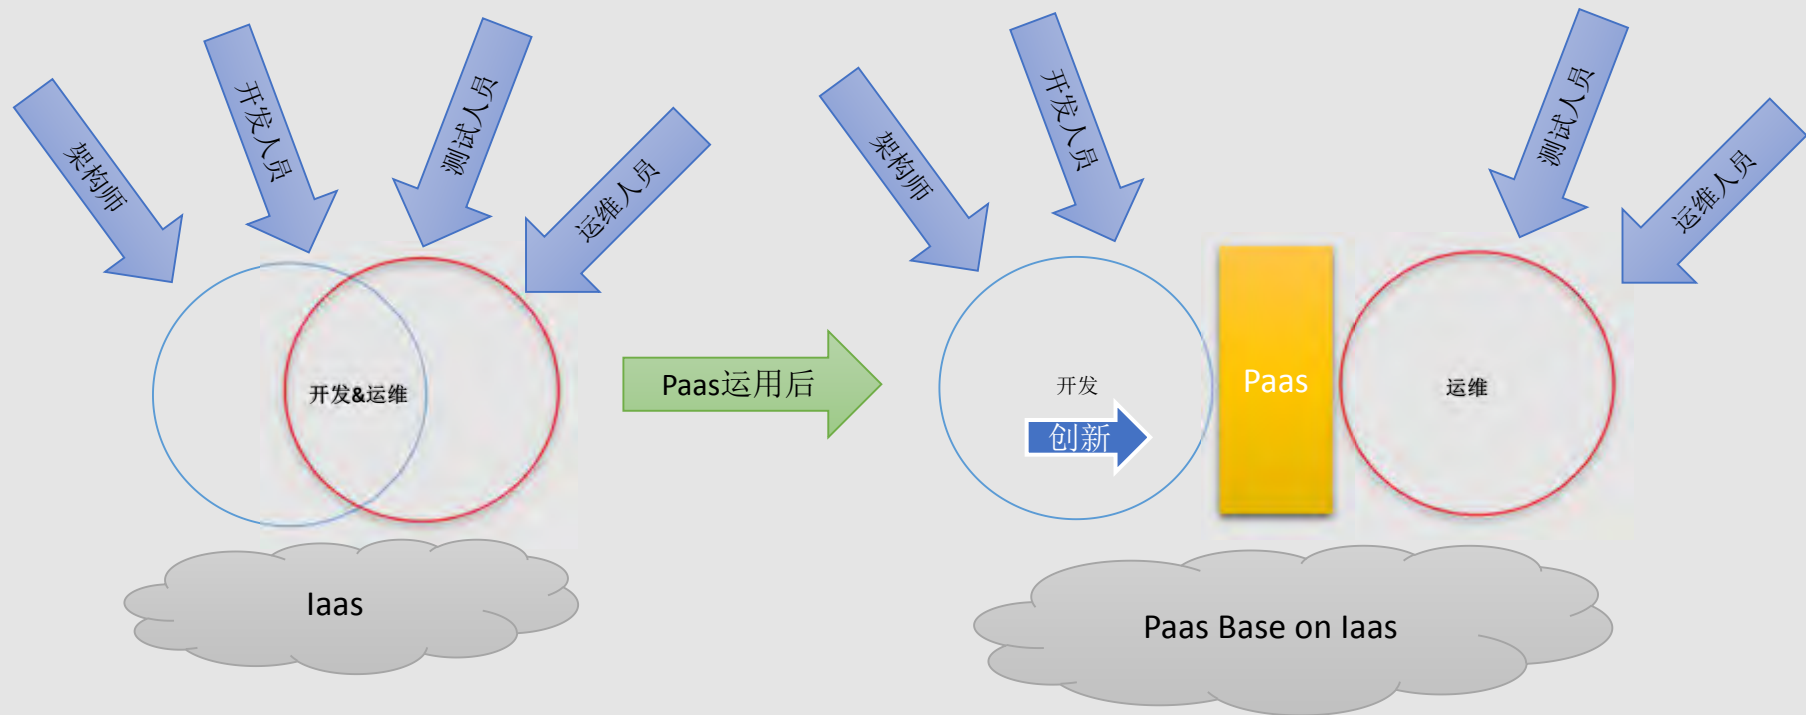 架构师
开发人员
测试人员
运维人员
开发&运维
Iaas
Paas运用后
架构师
开发人员
测试人员
运维人员
开发
创新
Paas
运维
Paas Base on Iaas